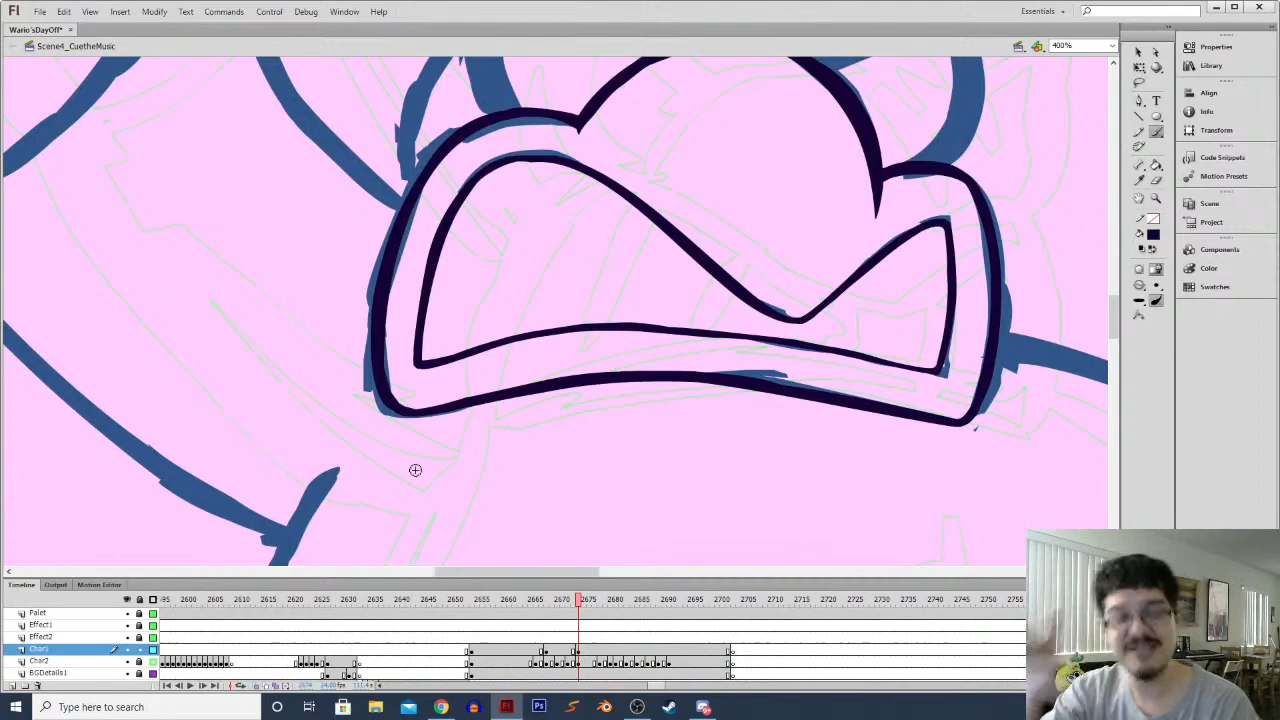 Fl File Edit View Insert Modify Text Commands Control Debug Window Help Essentials
Wario'sDayOff*
Scene4_CuetheMusic 400%
Properties
Library
Align
Info
Transform
Code Snippets
Motion Presets
Scene
Project
Components
Color
Swatches
Timeline Output Motion Editor
2600 2605 2610 2615 2620 2625 2630 2635 2640 2645 2650 2655 2660 2665 2670 2675 2680 2685 2690 2695 2700 2705 2710 2715 2720 2725 2730 2735 2740 2745 2750 2755
Palet
Effect1
Effect2
Char1
Char2
BGDetails1
2674 24.00 fps
Type here to search